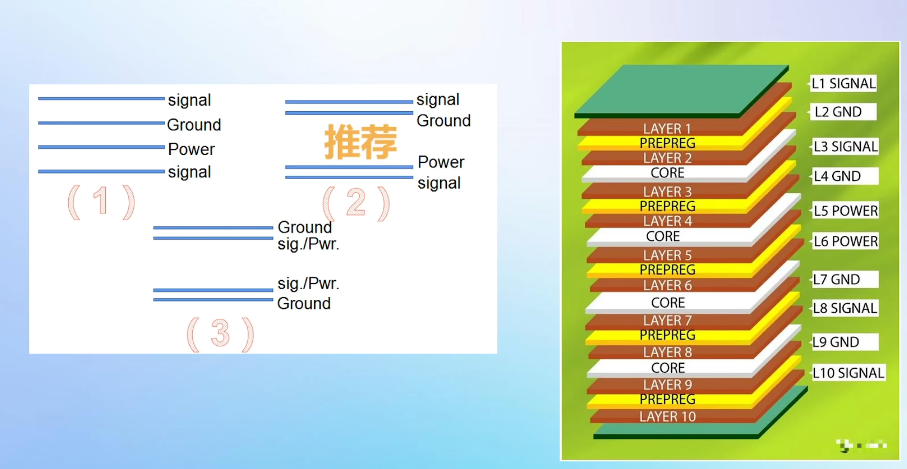 signal
Ground
Power
signal
(1)
signal
Ground
推荐
Power
signal
(2)
Ground
sig./Pwr.
sig./Pwr.
Ground
(3)
LAYER 1
PREPREG
LAYER 2
CORE
LAYER 3
PREPREG
LAYER 4
CORE
LAYER 5
PREPREG
LAYER 6
CORE
LAYER 7
PREPREG
LAYER 8
CORE
LAYER 9
PREPREG
LAYER 10
L1 SIGNAL
L2 GND
L3 SIGNAL
L4 GND
L5 POWER
L6 POWER
L7 GND
L8 SIGNAL
L9 GND
L10 SIGNAL